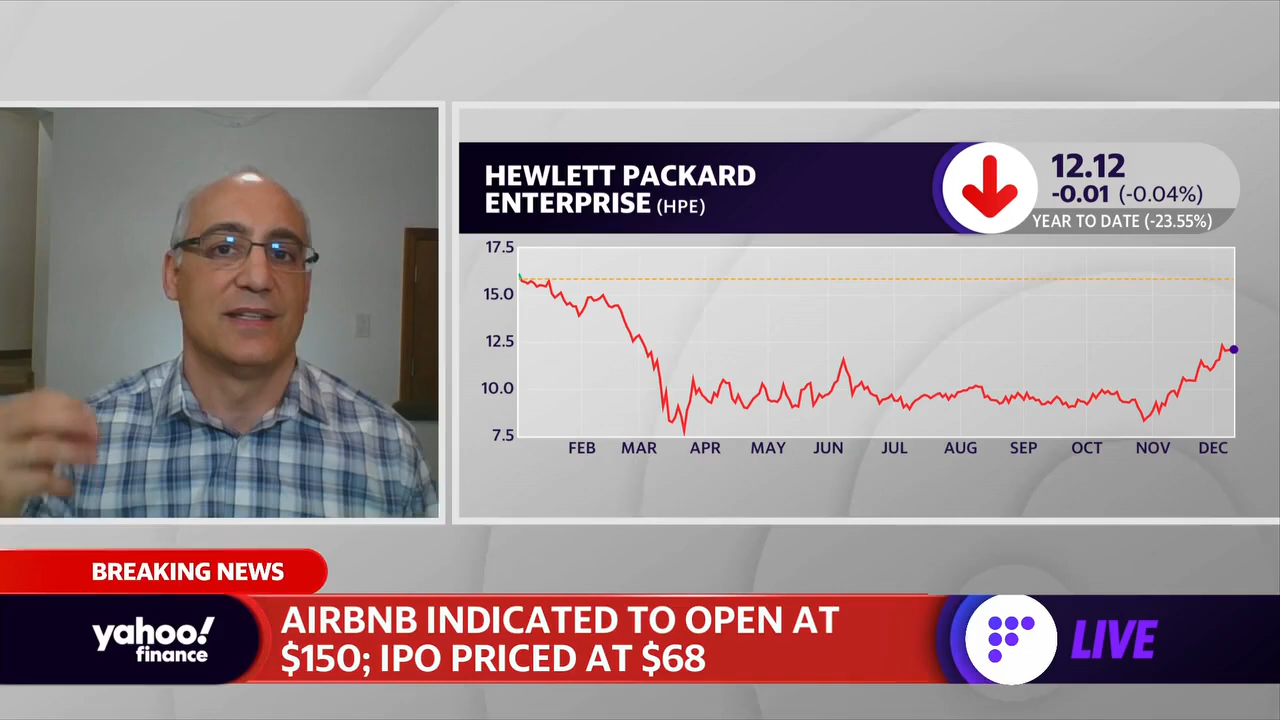 HEWLETT PACKARD
ENTERPRISE (HPE)
12.12
-0.01 (-0.04%)
YEAR TO DATE (-23.55%)
17.5
15.0
12.5
10.0
7.5
FEB MAR APR MAY JUN JUL AUG SEP OCT NOV DEC
BREAKING NEWS
yahoo!
finance
AIRBNB INDICATED TO OPEN AT
$150; IPO PRICED AT $68
LIVE